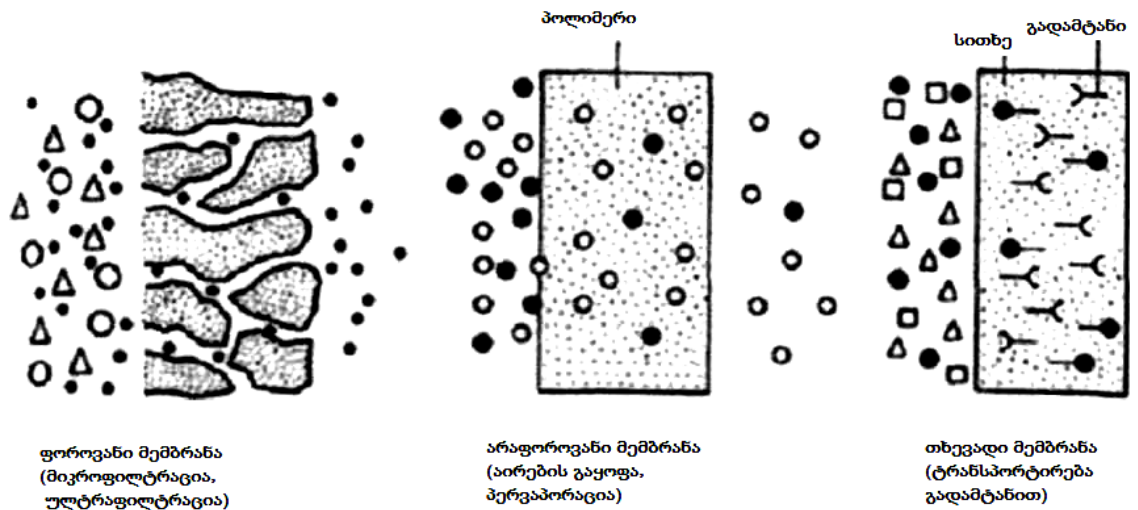 პოლიმერი
სითხე
გადამტანი
ფოროვანი მემბრანა
(მიკროფილტრაცია,
ულტრაფილტრაცია)
არაფოროვანი მემბრანა
(აირების გაყოფა,
პერვაპორაცია)
თხევადი მემბრანა
(ტრანსპორტირება
გადამტანით)